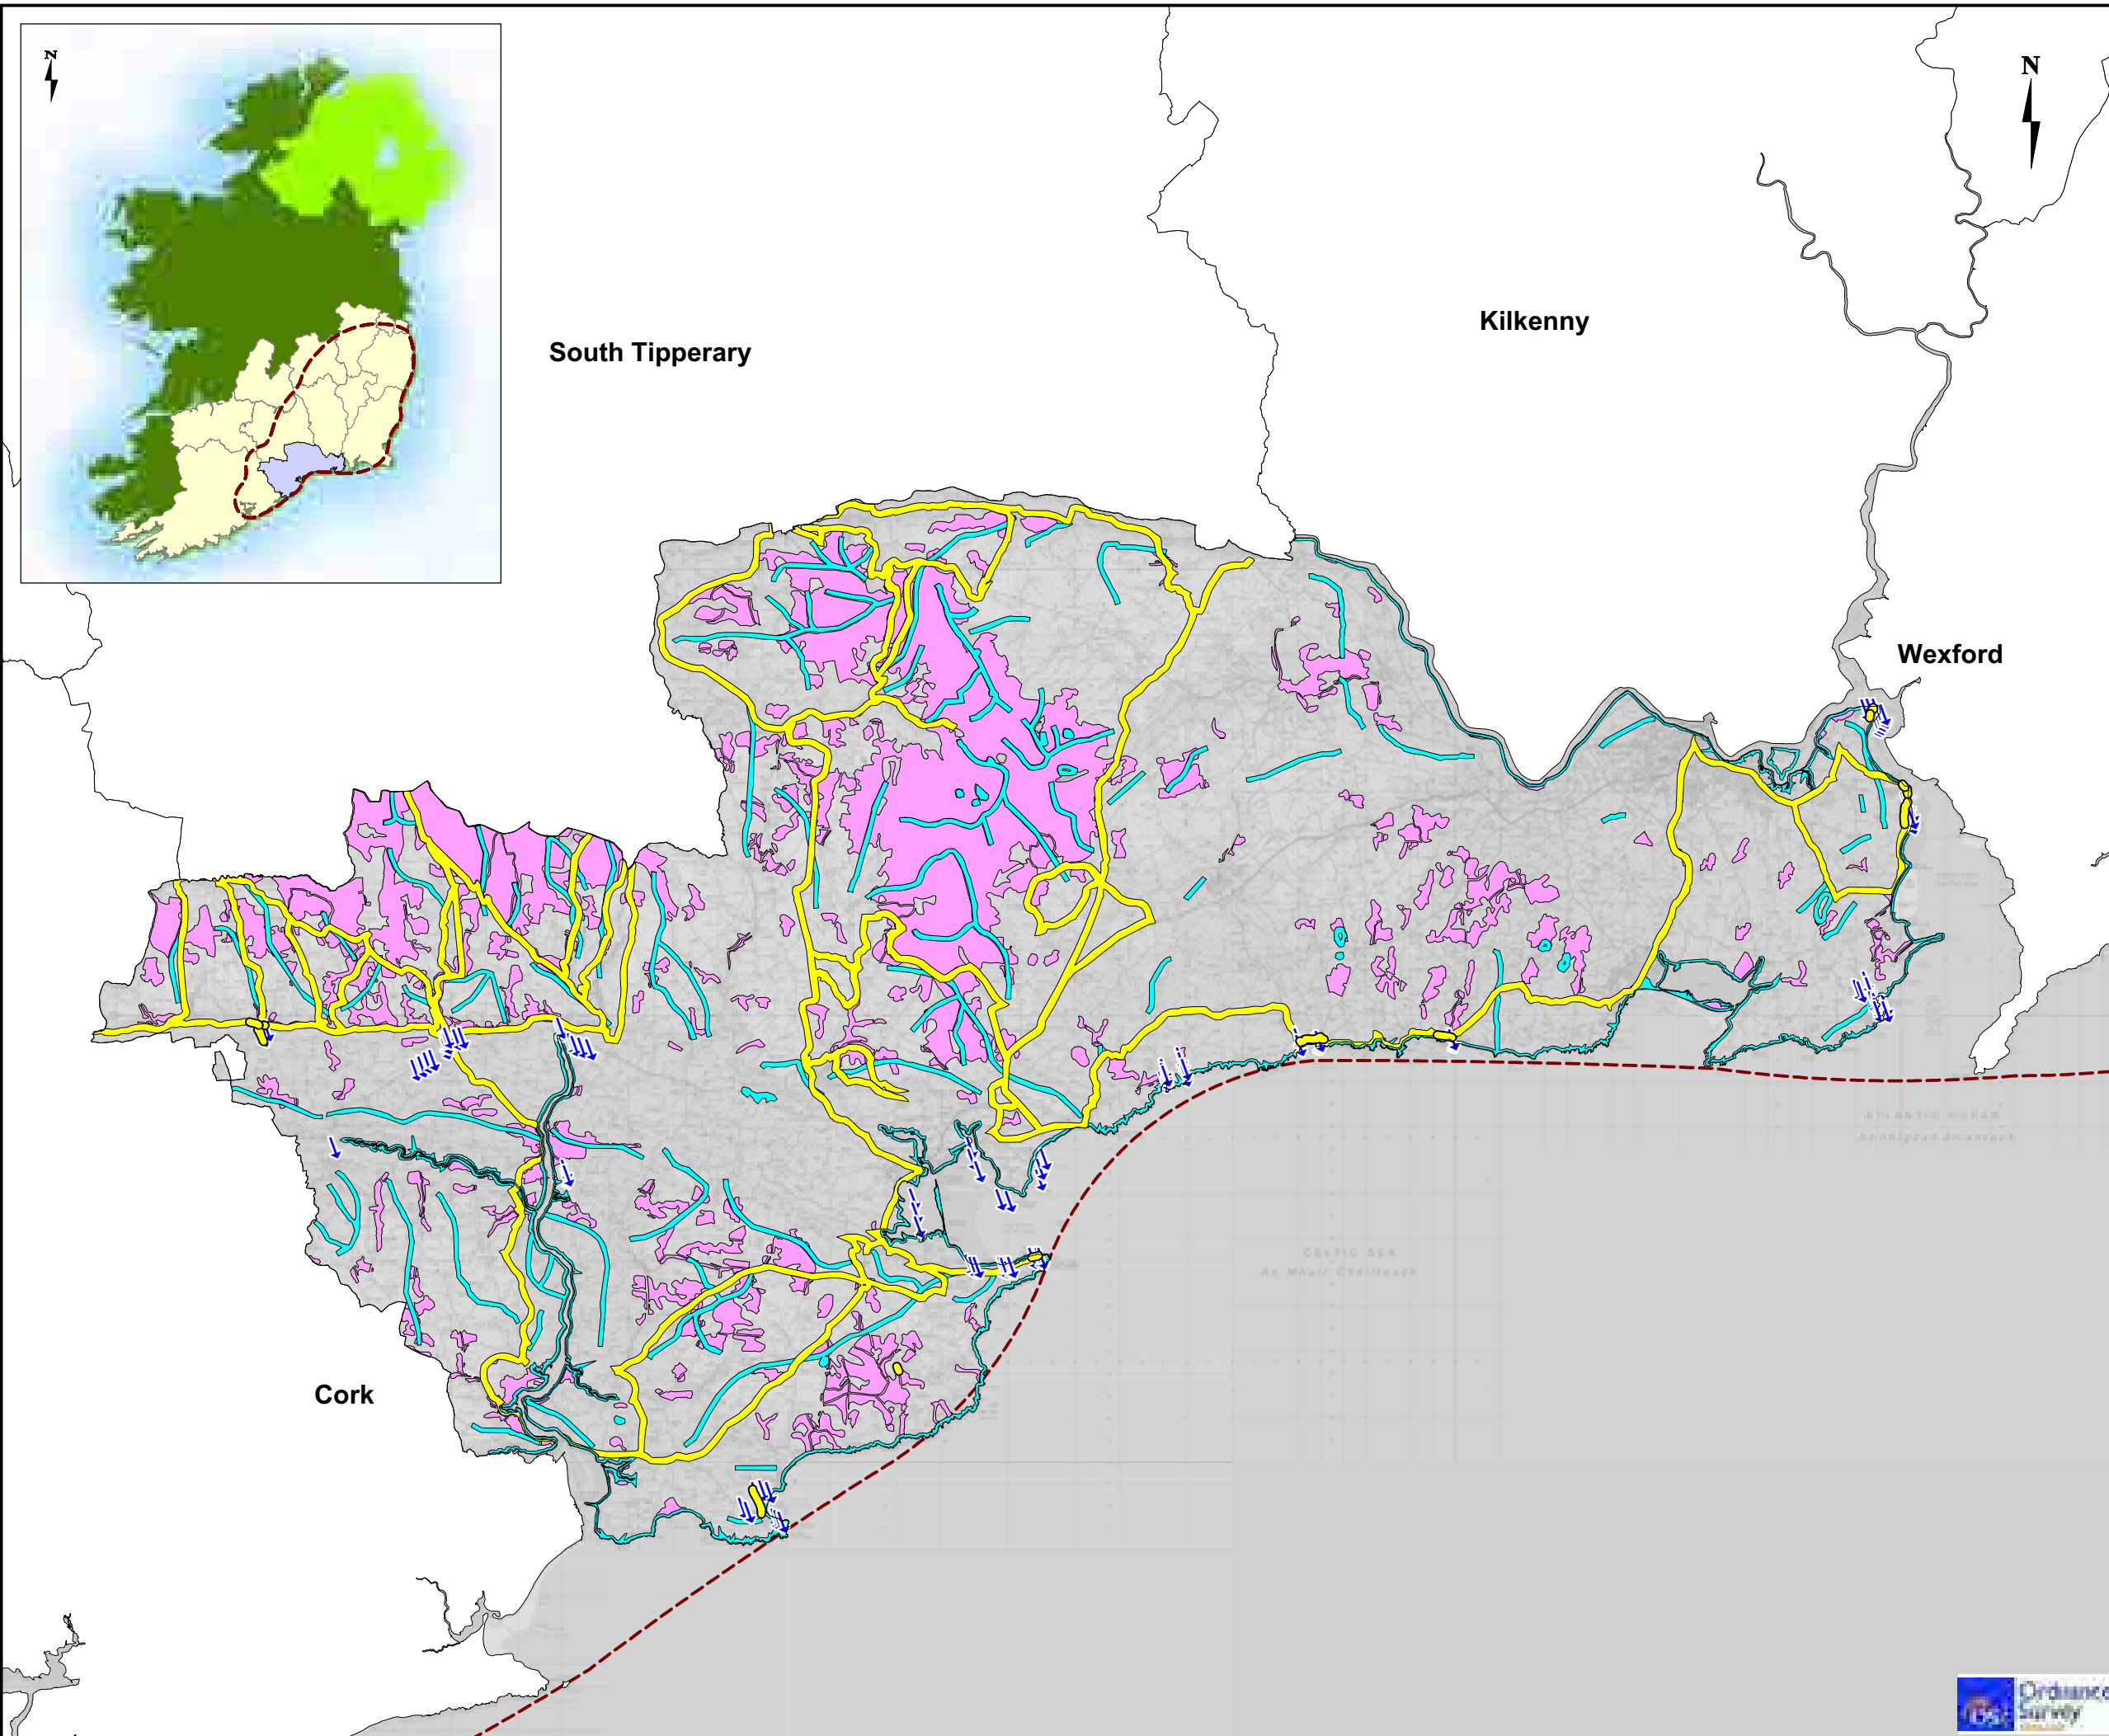 N
N
South Tipperary
Kilkenny
Wexford
Cork
ATLANTIC OCEAN
CELTIC SEA
An Mhuir Cheilteach
Ordnance
Survey